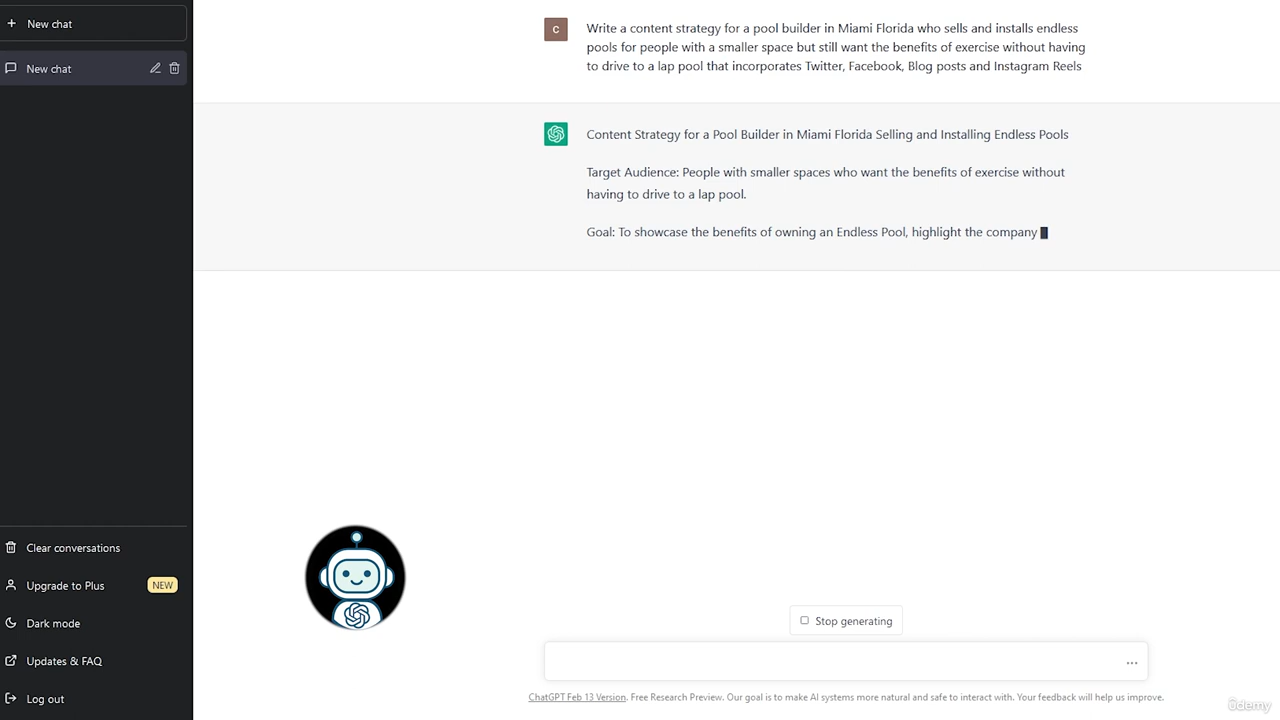 New chat
New chat
Clear conversations
Upgrade to Plus NEW
Dark mode
Updates & FAQ
Log out
C
Write a content strategy for a pool builder in Miami Florida who sells and installs endless
pools for people with a smaller space but still want the benefits of exercise without having
to drive to a lap pool that incorporates Twitter, Facebook, Blog posts and Instagram Reels
Content Strategy for a Pool Builder in Miami Florida Selling and Installing Endless Pools
Target Audience: People with smaller spaces who want the benefits of exercise without
having to drive to a lap pool.
Goal: To showcase the benefits of owning an Endless Pool, highlight the company
Stop generating
ChatGPT Feb 13 Version. Free Research Preview. Our goal is to make AI systems more natural and safe to interact with. Your feedback will help us improve.
ûdemy